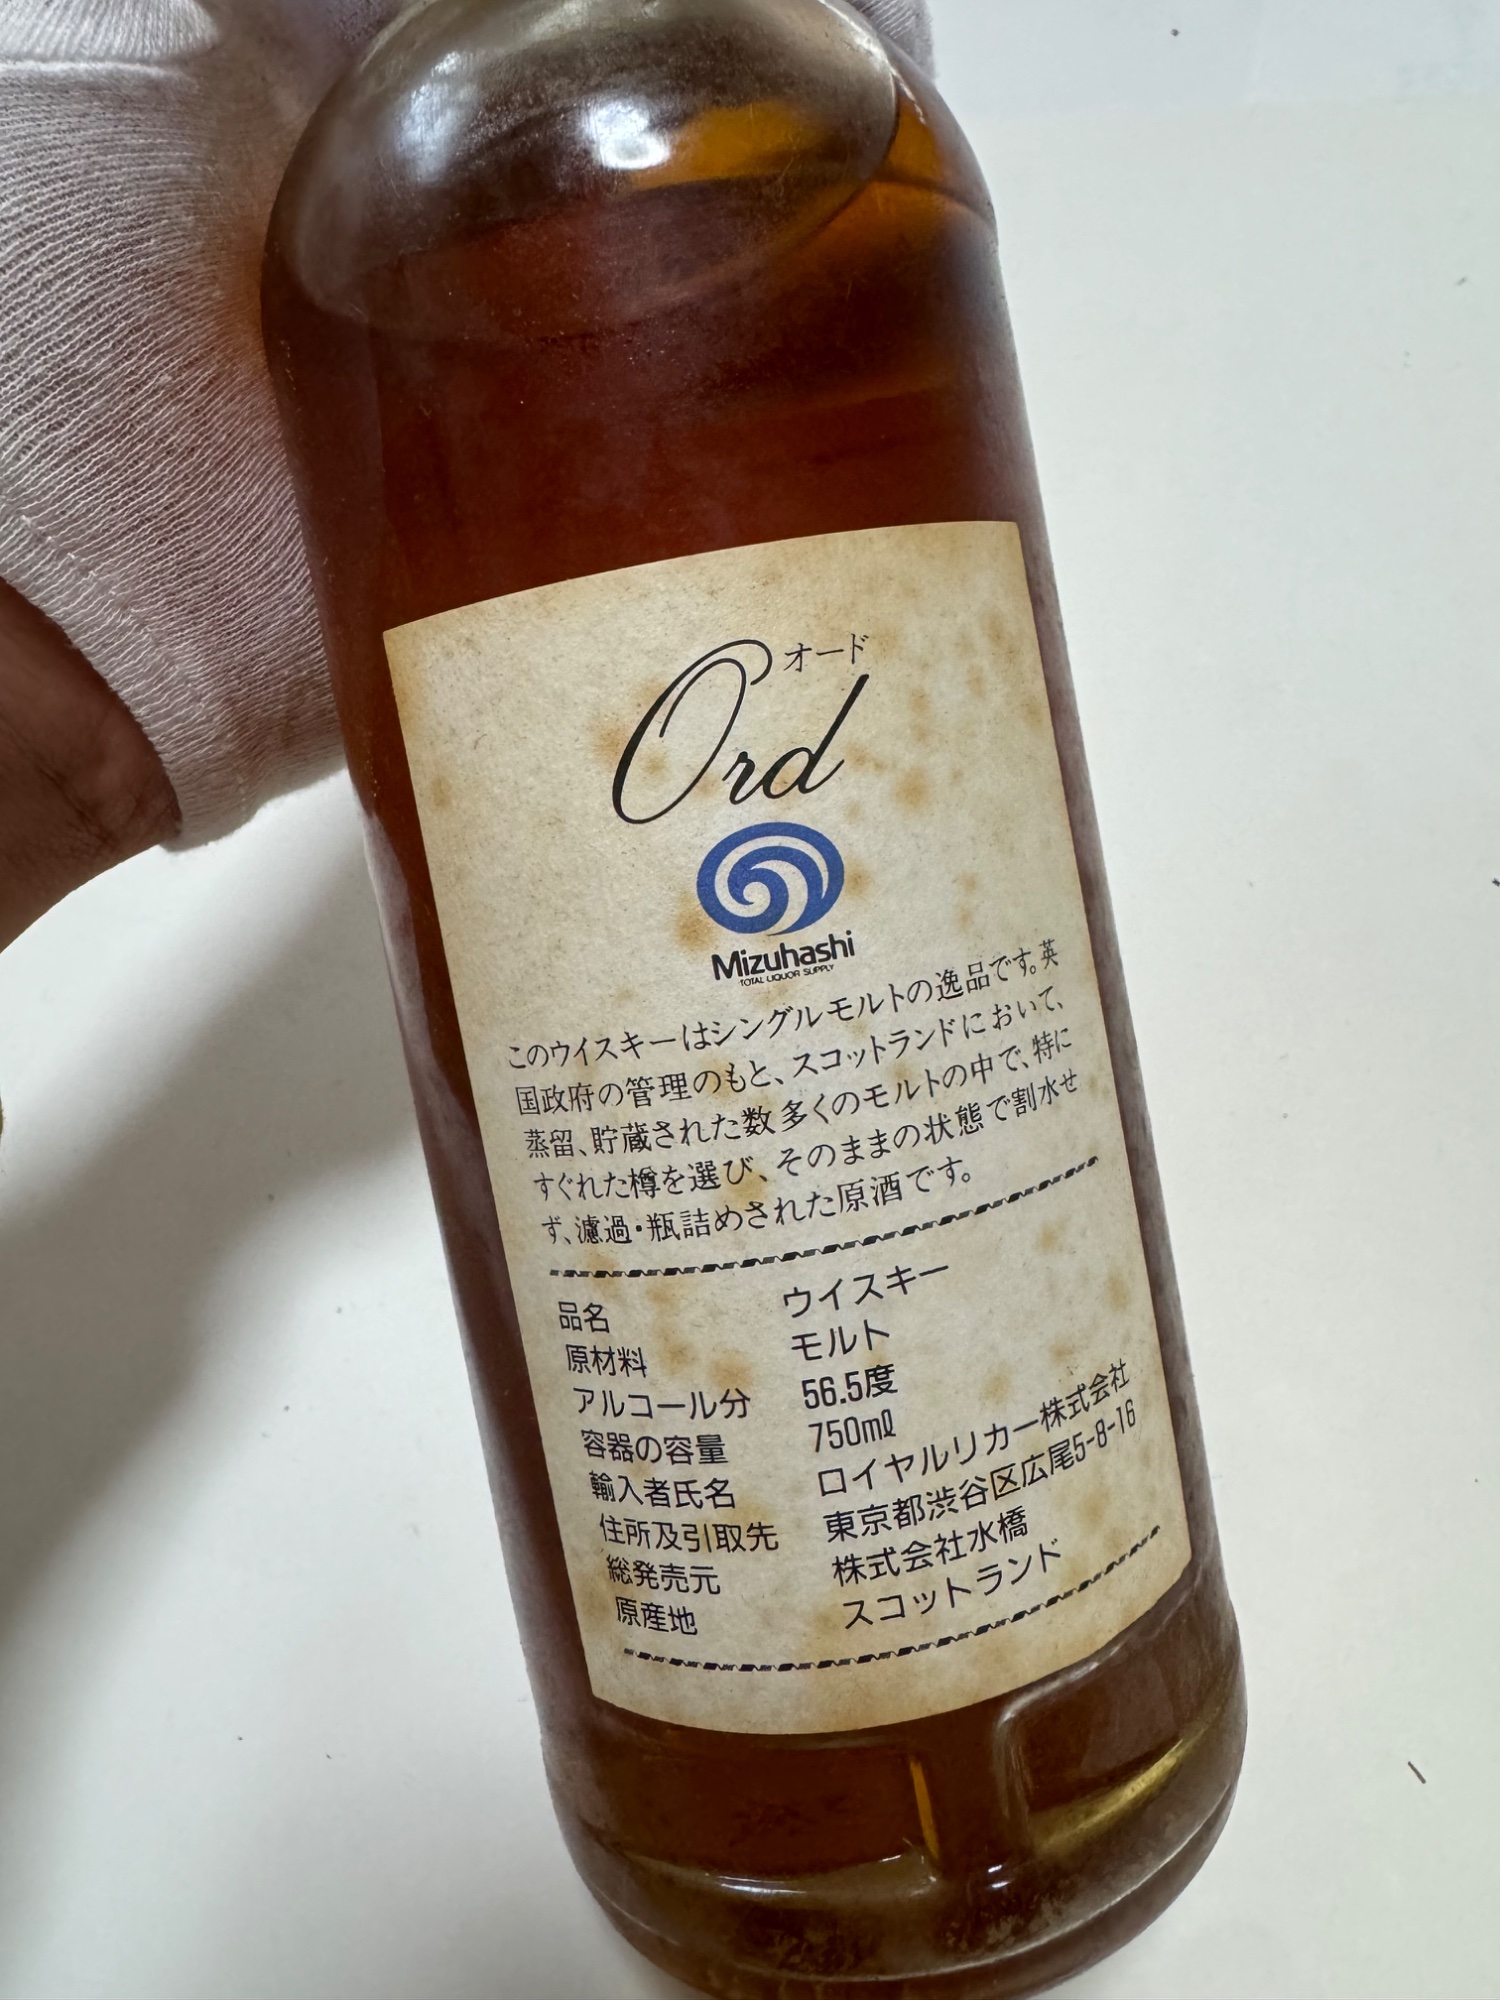 オード
Ord
Mizuhashi
TOTAL LIQUOR SUPPLY
このウイスキーはシングルモルトの逸品です。英
国政府の管理のもと、スコットランドにおいて、
蒸留、貯蔵された数多くのモルトの中で、特に
すぐれた樽を選び、そのままの状態で割水せ
ず、濾過・瓶詰めされた原酒です。
品名 ウイスキー
原材料 モルト
アルコール分 56.5度
容器の容量 750mℓ
輸入者氏名 ロイヤルリカー株式会社
住所及引取先 東京都渋谷区広尾5-8-16
総発売元 株式会社水橋
原産地 スコットランド